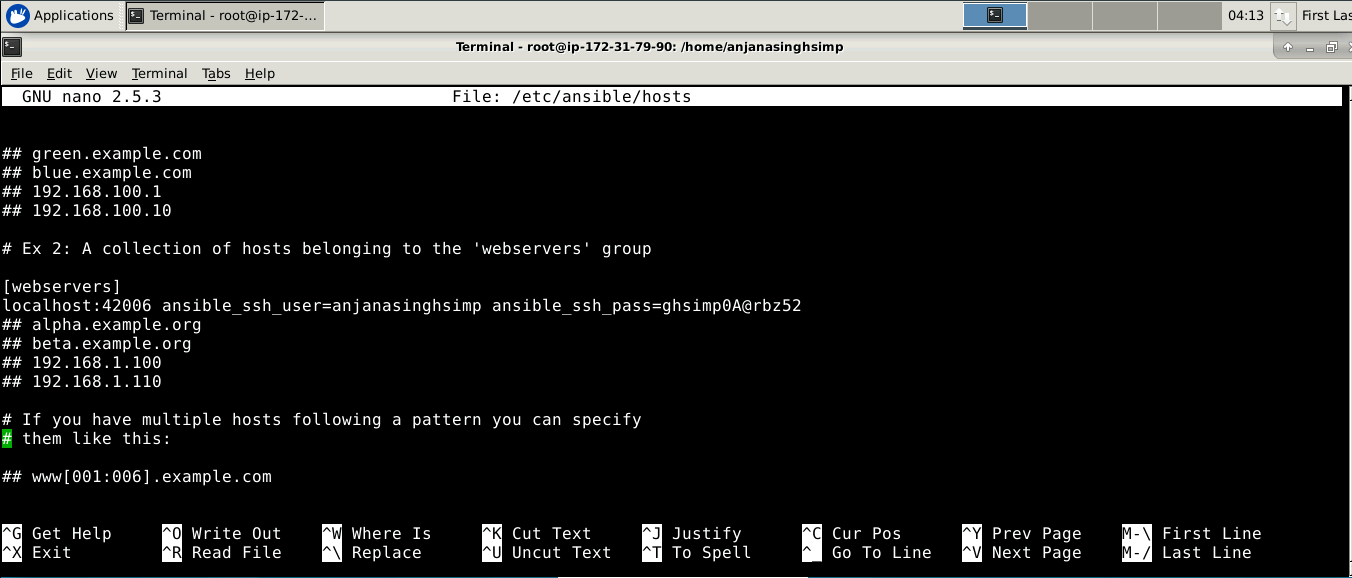 Applications Terminal - root@ip-172-... 04:13 First Las
Terminal - root@ip-172-31-79-90: /home/anjanasinghsimp
File Edit View Terminal Tabs Help
GNU nano 2.5.3 File: /etc/ansible/hosts
## green.example.com
## blue.example.com
## 192.168.100.1
## 192.168.100.10
# Ex 2: A collection of hosts belonging to the 'webservers' group
[webservers]
localhost:42006 ansible_ssh_user=anjanasinghsimp ansible_ssh_pass=ghsimp0A@rbz52
## alpha.example.org
## beta.example.org
## 192.168.1.100
## 192.168.1.110
# If you have multiple hosts following a pattern you can specify
# them like this:
## www[001:006].example.com
^G Get Help ^O Write Out ^W Where Is ^K Cut Text ^J Justify ^C Cur Pos ^Y Prev Page M-\ First Line
^X Exit ^R Read File ^\ Replace ^U Uncut Text ^T To Spell ^_ Go To Line ^V Next Page M-/ Last Line